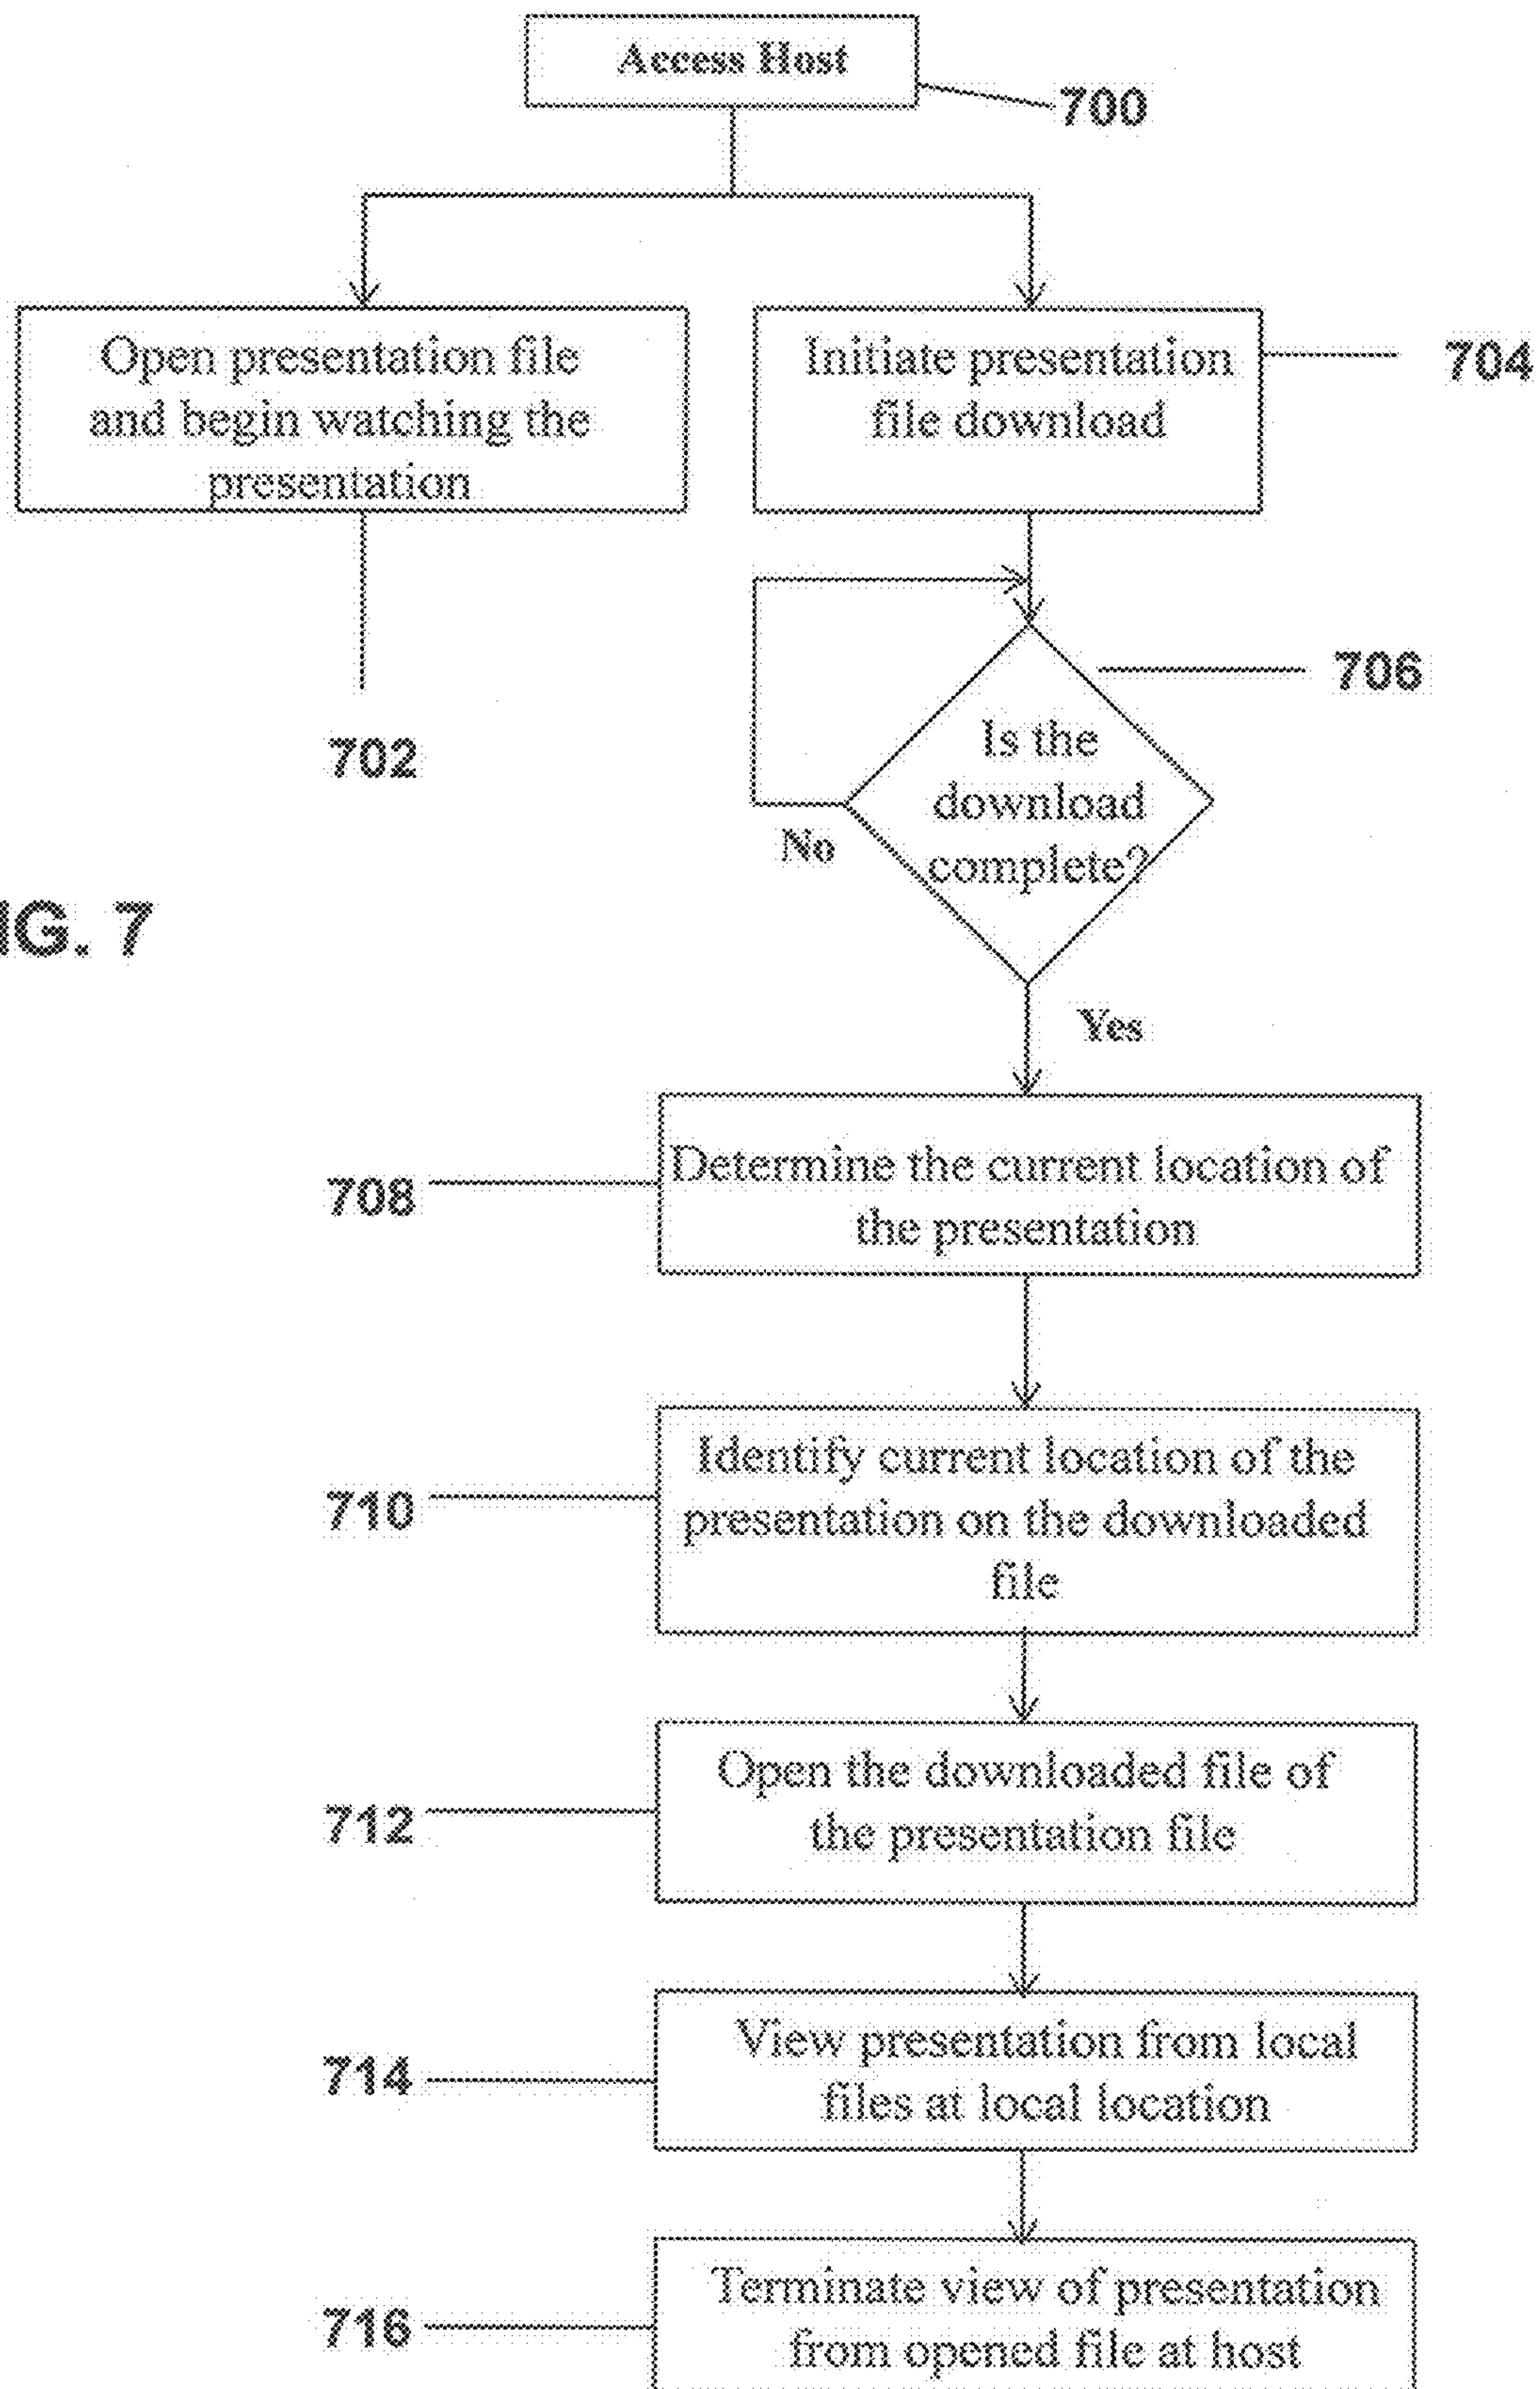 Access Host
700
Open presentation file
and begin watching the
presentation
702
Initiate presentation
file download
704
Is the
download
complete?
706
No
Yes
IG. 7
Determine the current location of
the presentation
708
Identify current location of the
presentation on the downloaded
file
710
Open the downloaded file of
the presentation file
712
View presentation from local
files at local location
714
Terminate view of presentation
from opened file at host
716